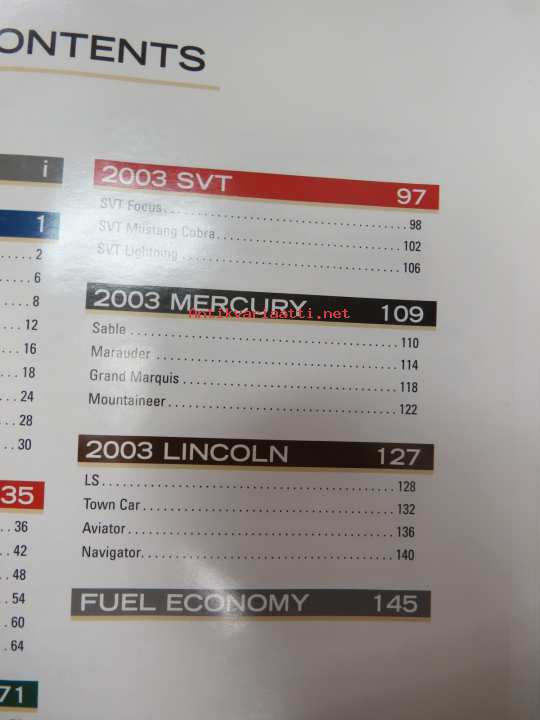 ONTENTS
i
1
2
6
8
12
16
18
24
28
30
35
36
42
48
54
60
64
71
2003 SVT 97
SVT Focus........................................98
SVT Mustang Cobra..............................102
SVT Lightning...................................106
2003 MERCURY 109
Antikvariaatti.net
Sable...........................................110
Marauder........................................114
Grand Marquis...................................118
Mountaineer.....................................122
2003 LINCOLN 127
LS..............................................128
Town Car........................................132
Aviator.........................................136
Navigator.......................................140
FUEL ECONOMY 145